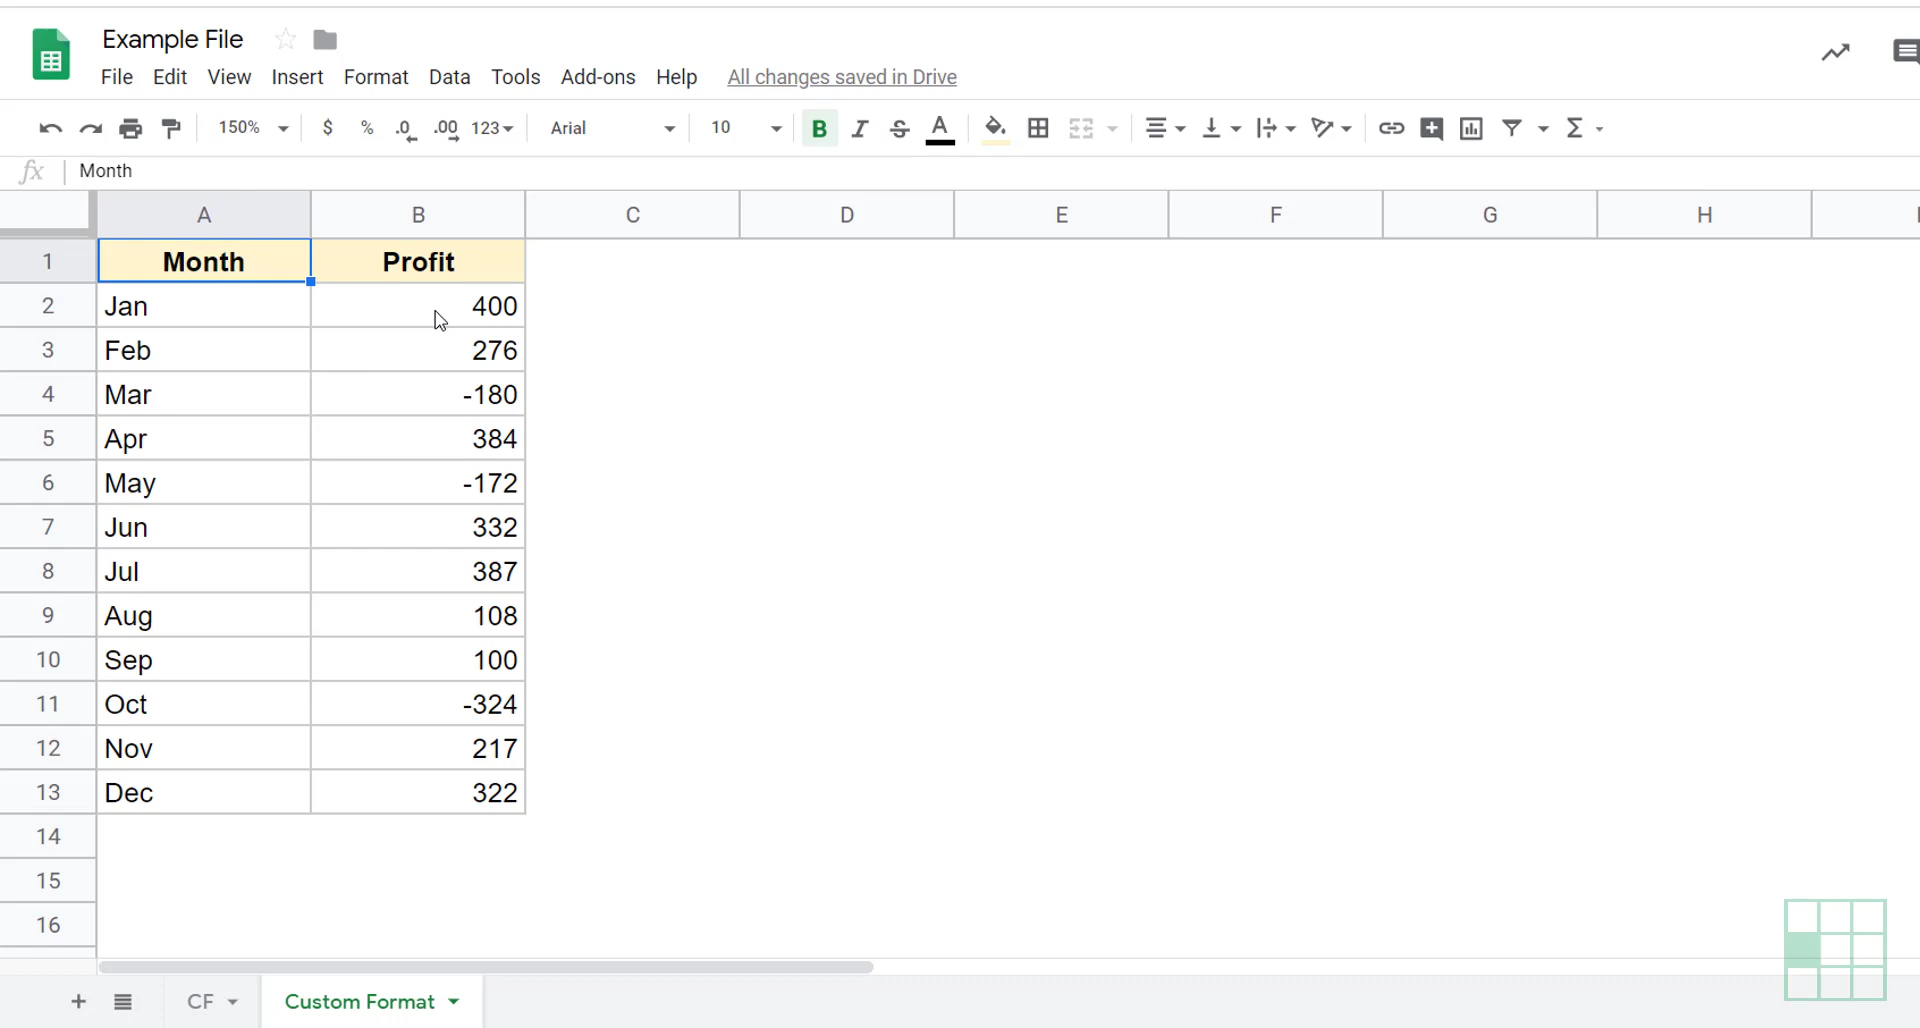 Example File
File Edit View Insert Format Data Tools Add-ons Help All changes saved in Drive
150% $ % .0 .00 123 Arial 10 B I S A Σ
fx Month
A B C D E F G H
1 Month Profit
2 Jan 400
3 Feb 276
4 Mar -180
5 Apr 384
6 May -172
7 Jun 332
8 Jul 387
9 Aug 108
10 Sep 100
11 Oct -324
12 Nov 217
13 Dec 322
14
15
16
+ CF Custom Format